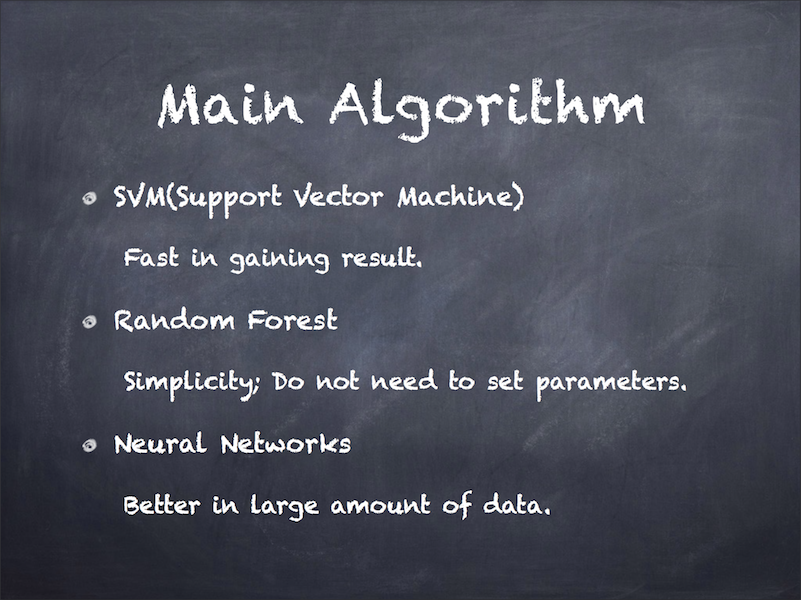 Main Algorithm
SVM(Support Vector Machine)
Fast in gaining result.
Random Forest
Simplicity; Do not need to set parameters.
Neural Networks
Better in large amount of data.